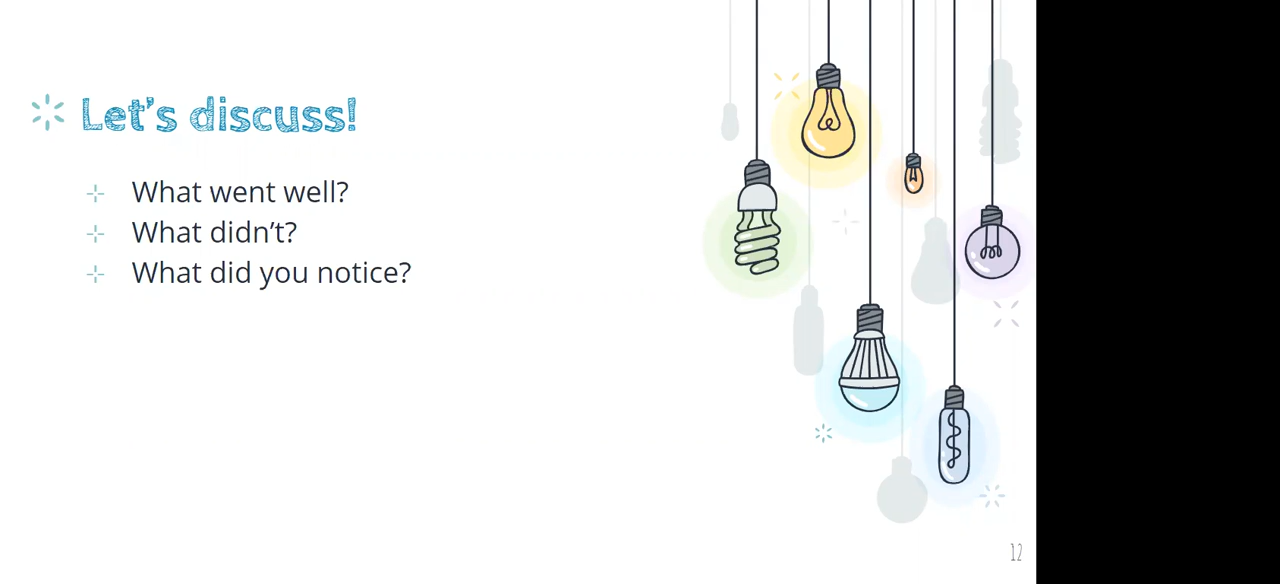 Let's discuss!
What went well?
What didn’t?
What did you notice?
12